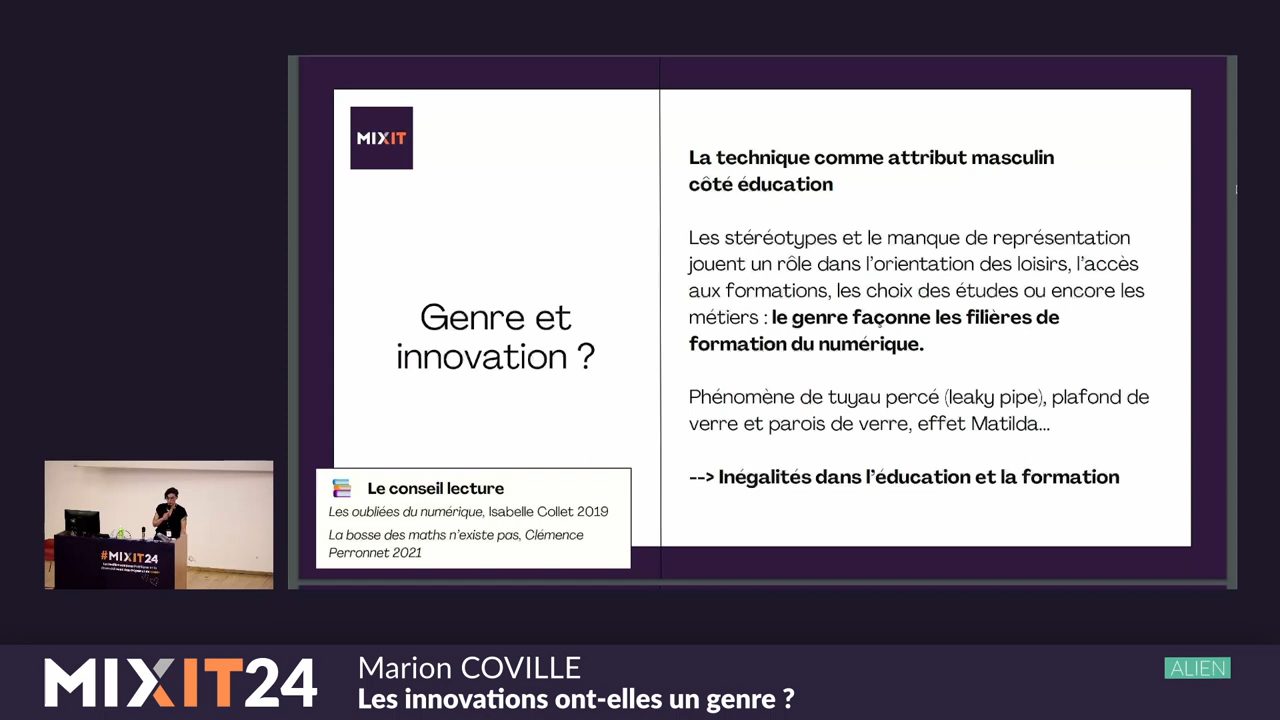 MIXIT
Genre et
innovation ?
La technique comme attribut masculin
côté éducation
Les stéréotypes et le manque de représentation
jouent un rôle dans l'orientation des loisirs, l'accès
aux formations, les choix des études ou encore les
métiers : le genre façonne les filières de
formation du numérique.
Phénomène de tuyau percé (leaky pipe), plafond de
verre et parois de verre, effet Matilda...
--> Inégalités dans l'éducation et la formation
Le conseil lecture
Les oubliées du numérique, Isabelle Collet 2019
La bosse des maths n'existe pas, Clémence
Perronnet 2021
#MIXIT24
MIXIT24
Marion COVILLE
Les innovations ont-elles un genre ?
ALIEN